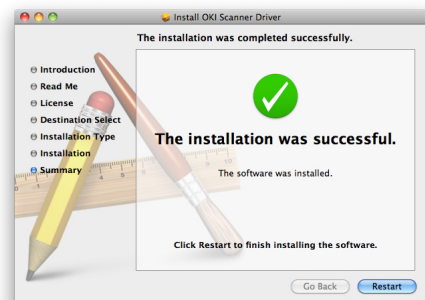 Install OKI Scanner Driver
The installation was completed successfully.
Introduction
Read Me
License
Destination Select
Installation Type
Installation
Summary
The installation was successful.
The software was installed.
Click Restart to finish installing the software.
Go Back
Restart